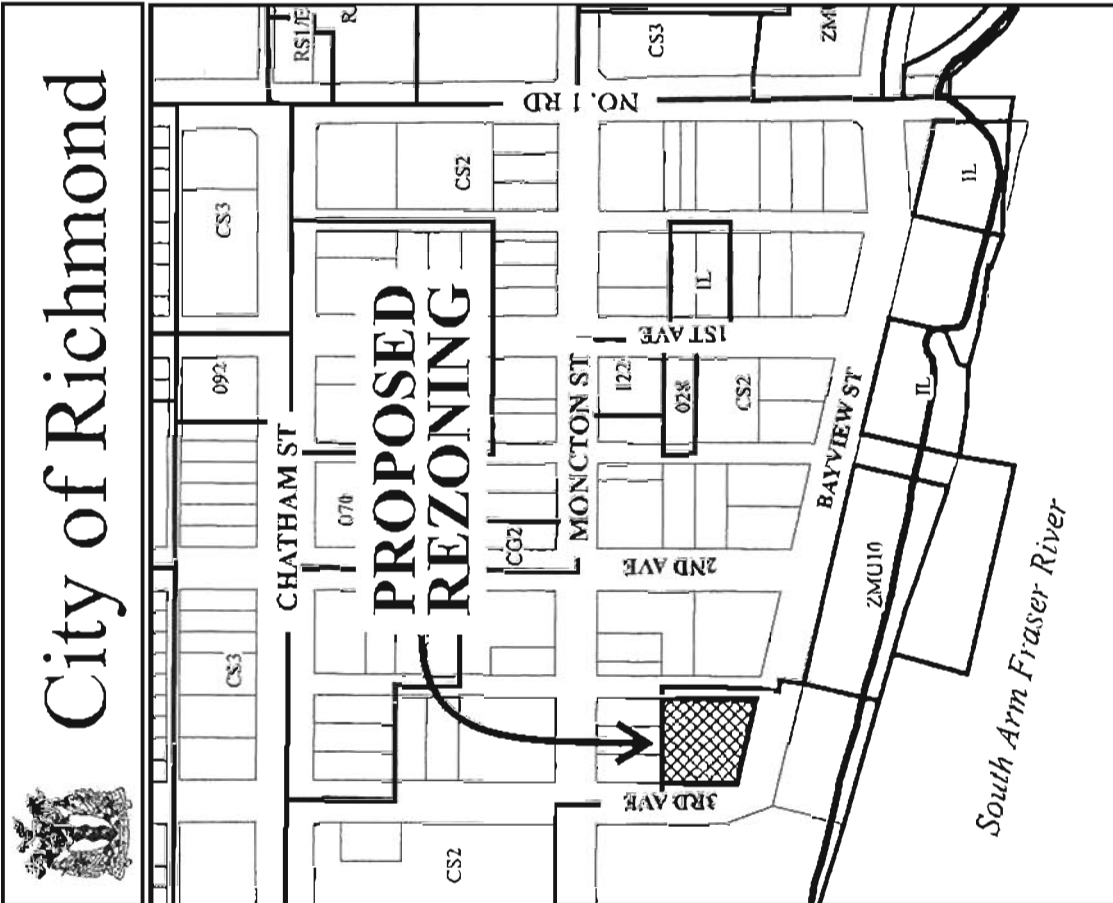 City of Richmond
RS1/E
CS3
NO. 1 RD
CS3
CS2
IL
IL
PROPOSED
REZONING
1ST AVE
092
028
CS2
IL
MONCTON ST
BAYVIEW ST
CHATHAM ST
CG2
2ND AVE
ZMU10
CS3
3RD AVE
CS2
South Arm Fraser River